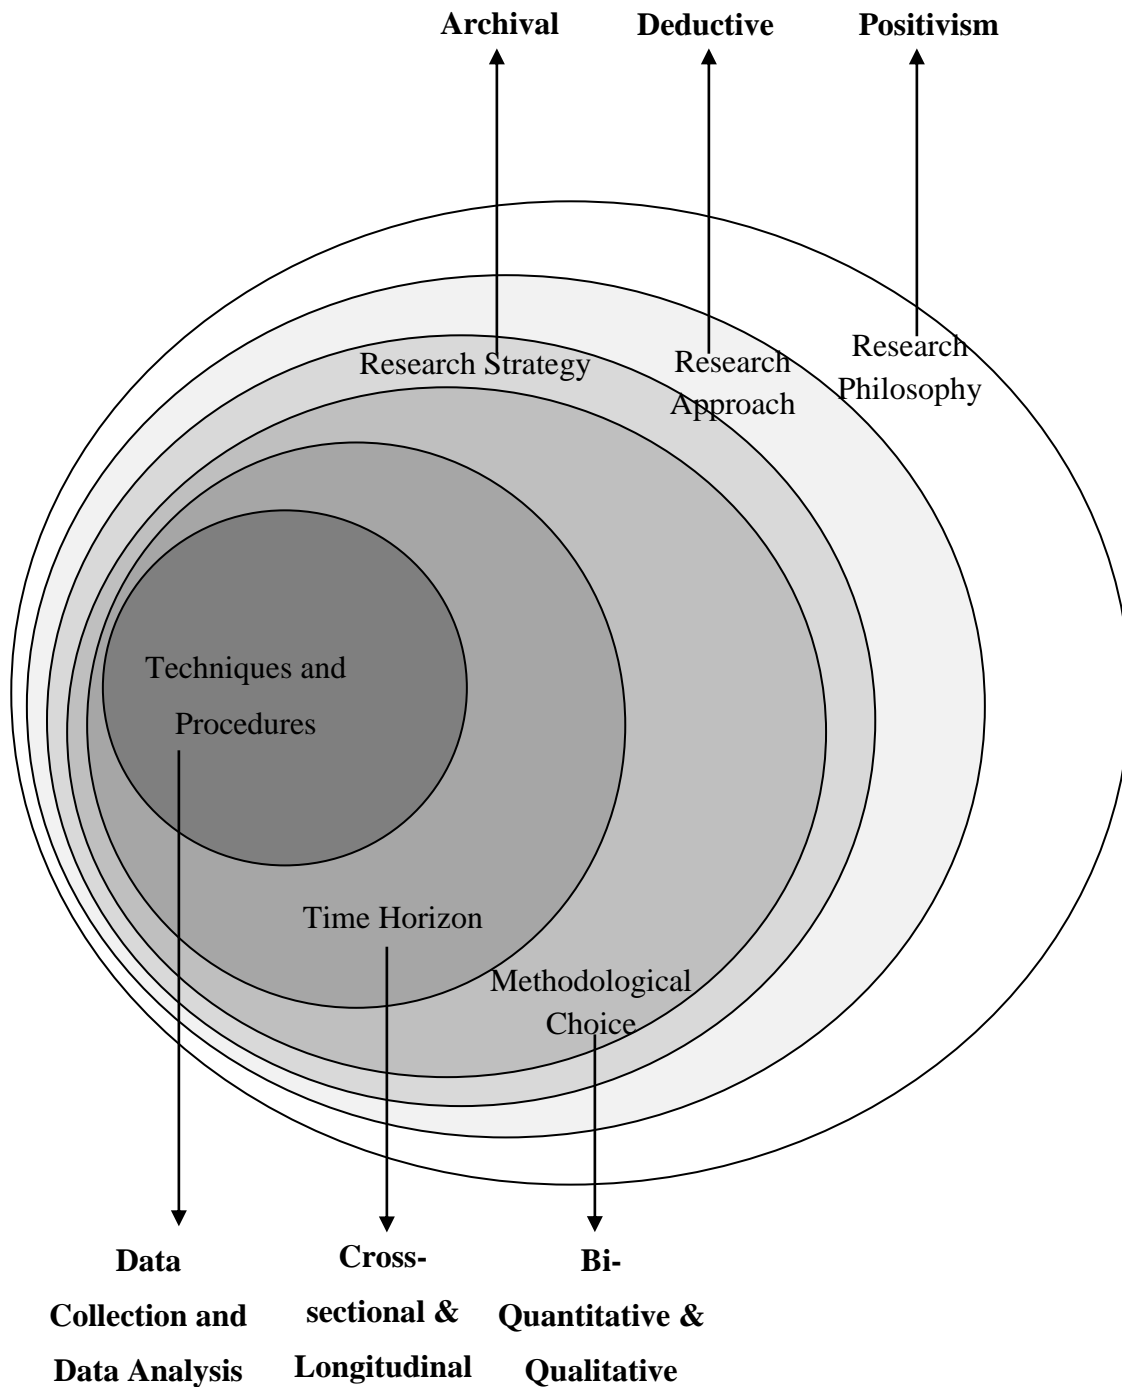 Archival
Deductive
Positivism
Research Strategy
Research
Approach
Research
Philosophy
Techniques and
Procedures
Time Horizon
Methodological
Choice
Data
Collection and
Data Analysis
Cross-
sectional &
Longitudinal
Bi-
Quantitative &
Qualitative